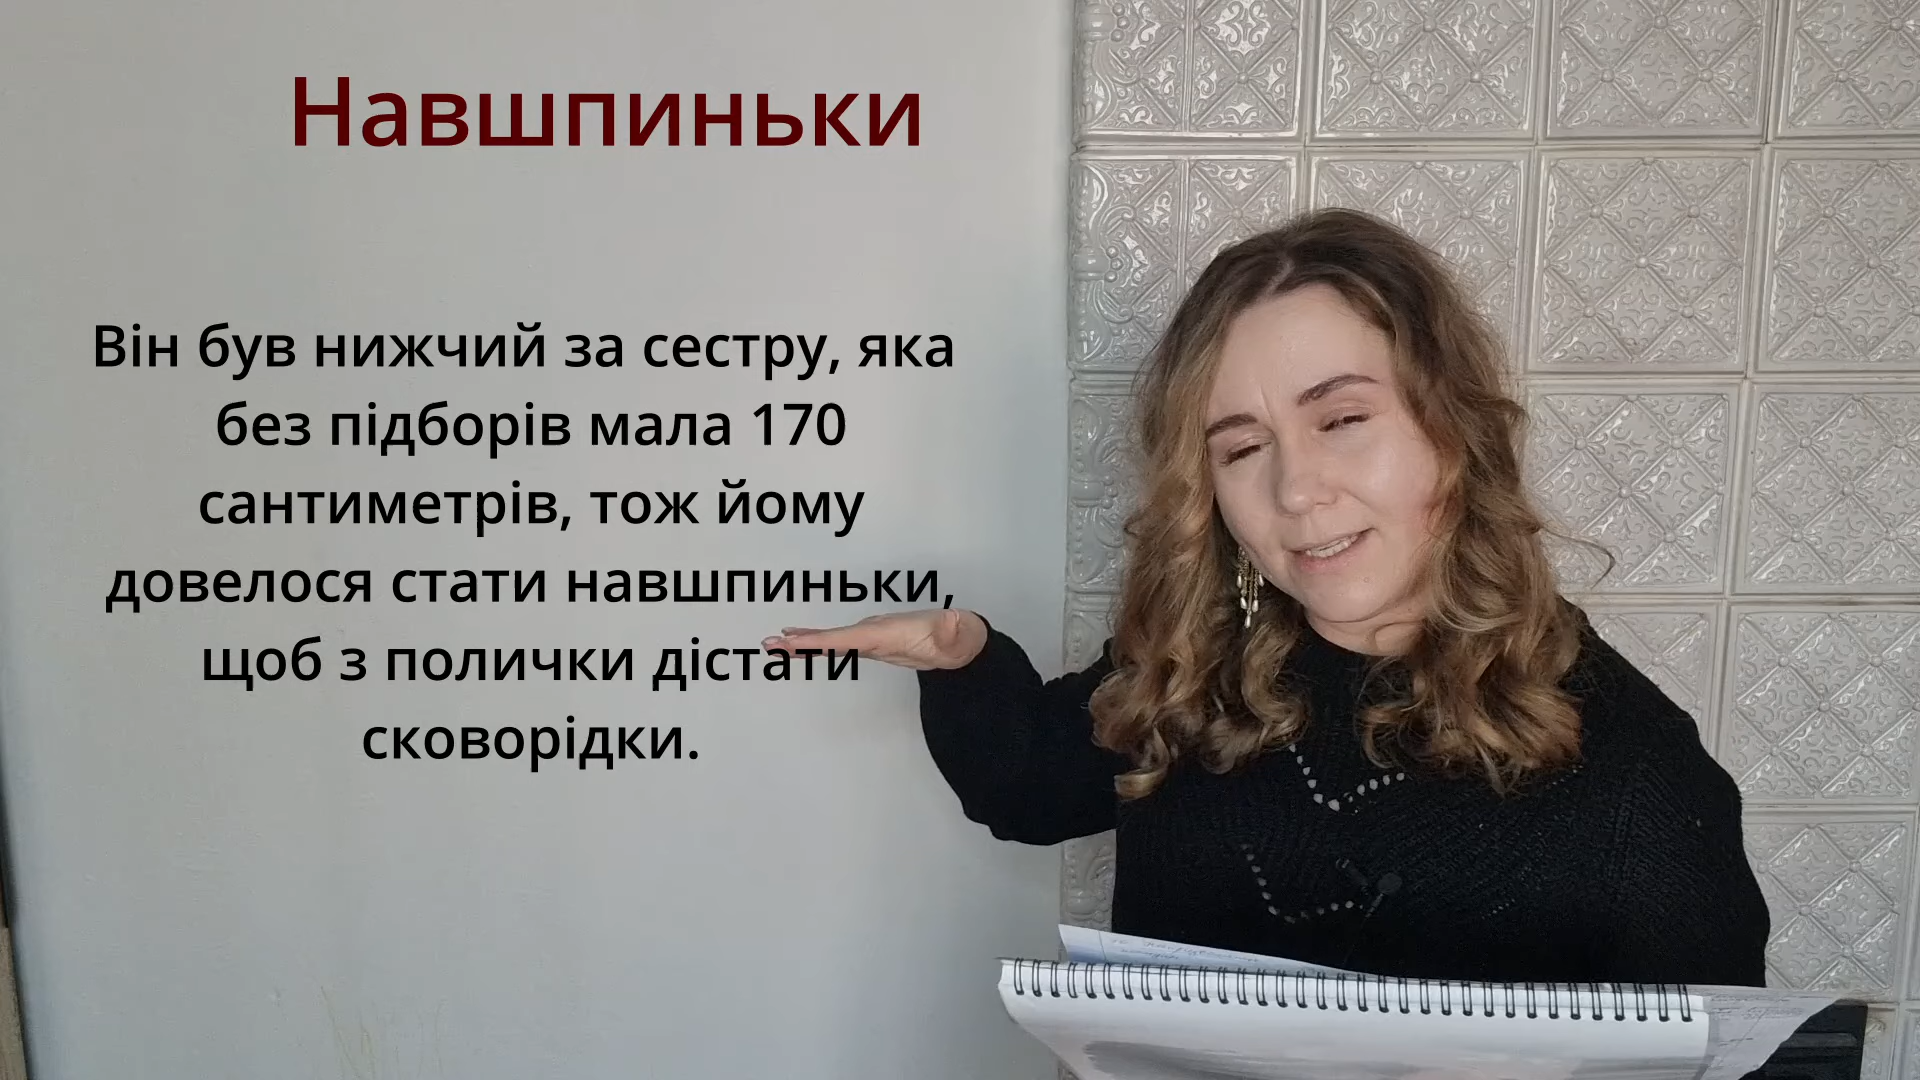 Навшпиньки
Він був нижчий за сестру, яка
без підборів мала 170
сантиметрів, тож йому
довелося стати навшпиньки,
щоб з полички дістати
сковорідки.